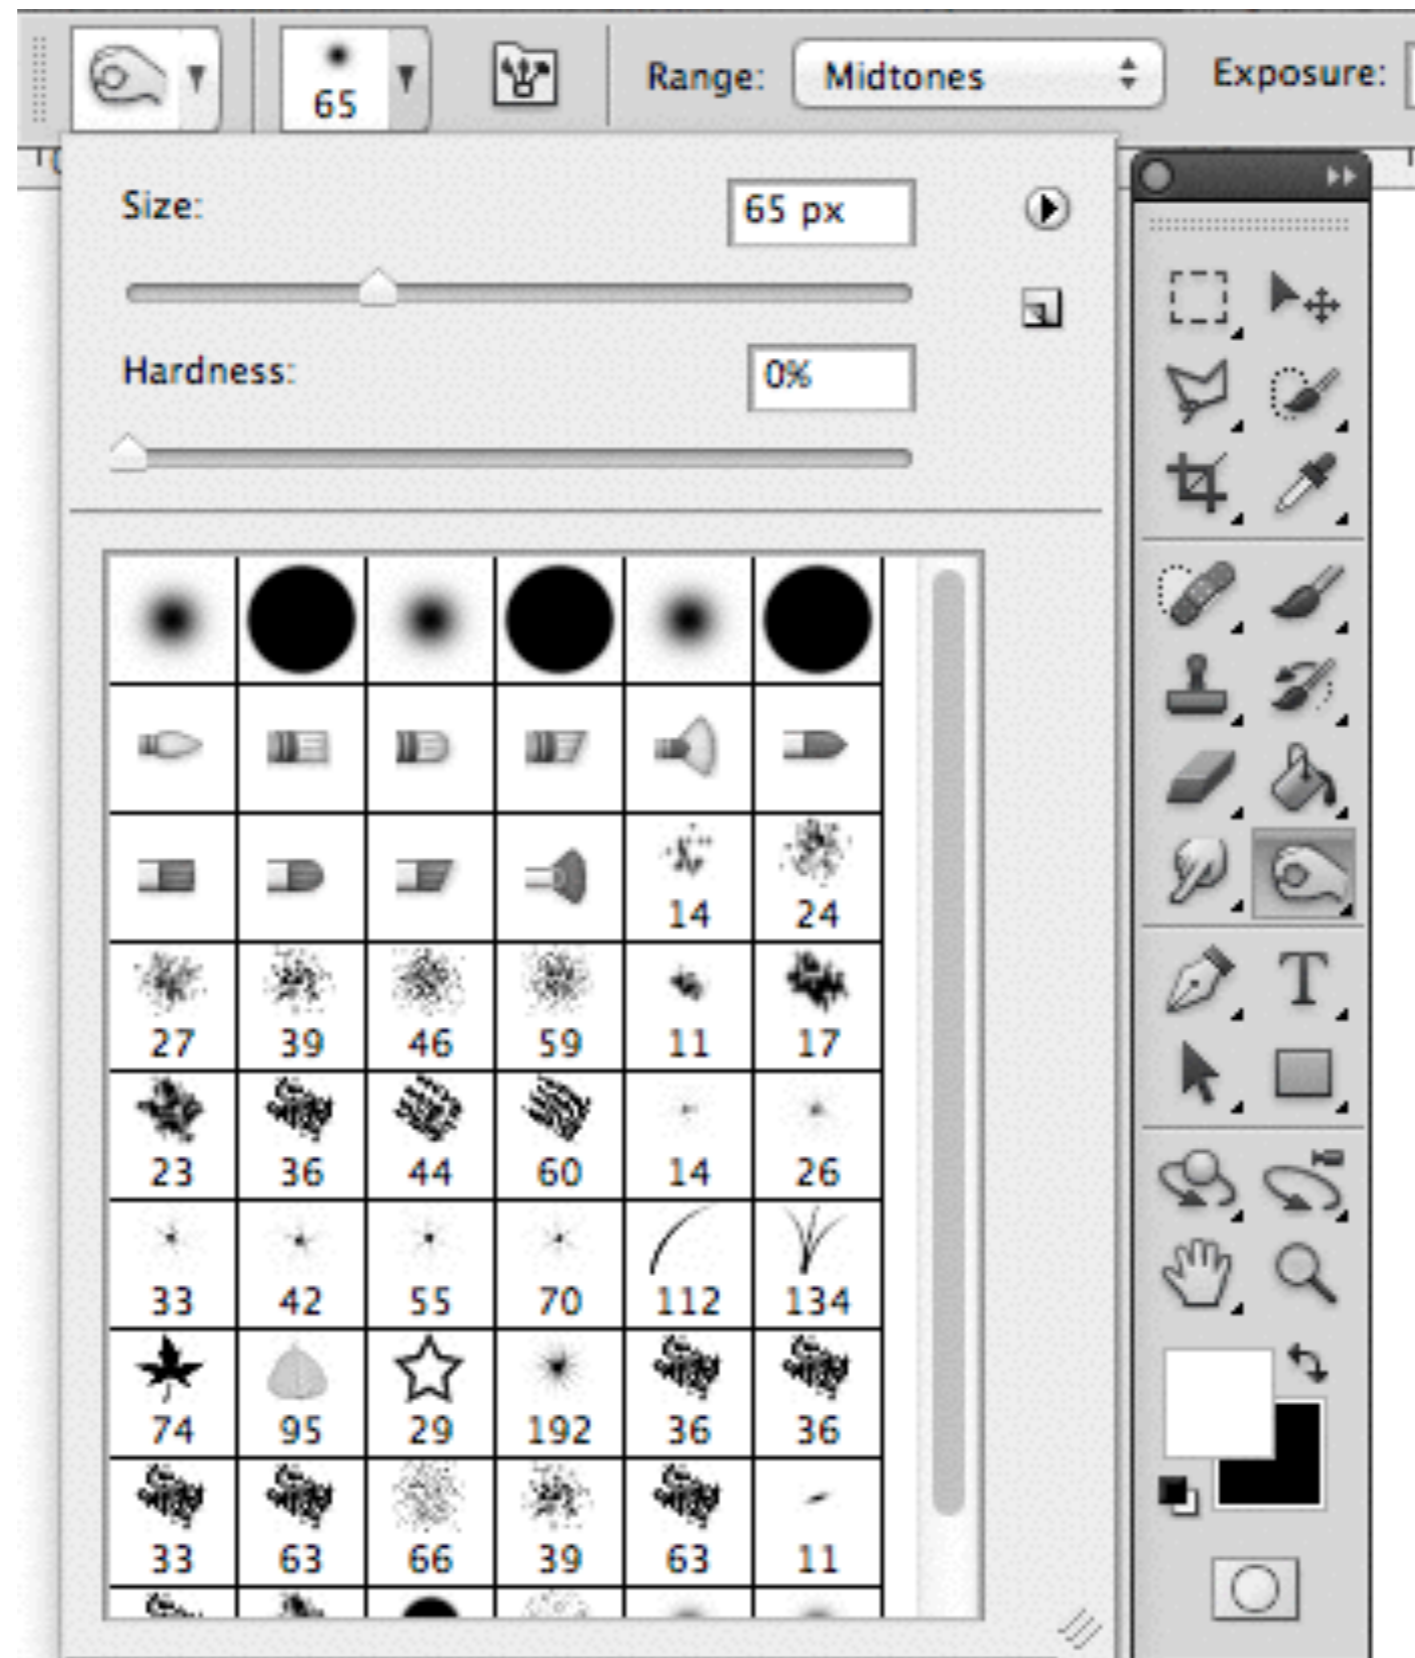 65
Range: Midtones Exposure:
Size: 65 px
Hardness: 0%
14 24
27 39 46 59 11 17
23 36 44 60 14 26
33 42 55 70 112 134
74 95 29 192 36 36
33 63 66 39 63 11
T